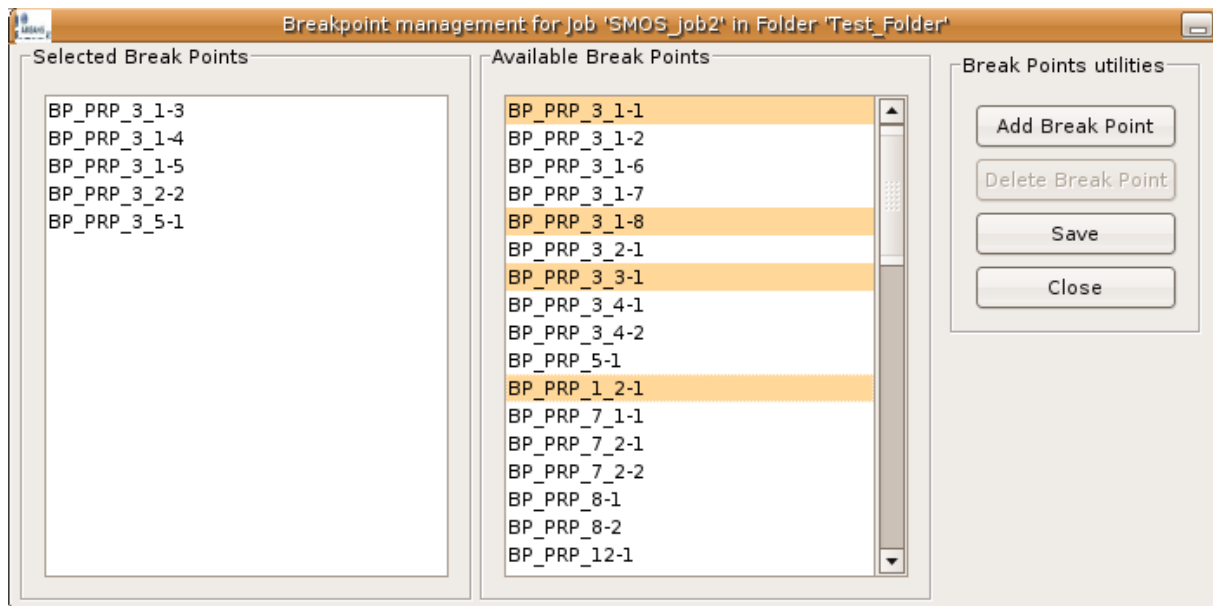 Breakpoint management for Job 'SMOS_job2' in Folder 'Test_Folder'
Selected Break Points
BP_PRP_3_1-3
BP_PRP_3_1-4
BP_PRP_3_1-5
BP_PRP_3_2-2
BP_PRP_3_5-1
Available Break Points
BP_PRP_3_1-1
BP_PRP_3_1-2
BP_PRP_3_1-6
BP_PRP_3_1-7
BP_PRP_3_1-8
BP_PRP_3_2-1
BP_PRP_3_3-1
BP_PRP_3_4-1
BP_PRP_3_4-2
BP_PRP_5-1
BP_PRP_1_2-1
BP_PRP_7_1-1
BP_PRP_7_2-1
BP_PRP_7_2-2
BP_PRP_8-1
BP_PRP_8-2
BP_PRP_12-1
Break Points utilities
Add Break Point
Delete Break Point
Save
Close